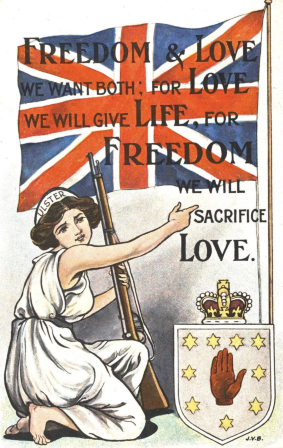 FREEDOM & LOVE
WE WANT BOTH; FOR LOVE
WE WILL GIVE LIFE., FOR
FREEDOM
WE WILL
SACRIFICE
LOVE.
ULSTER
J.V.B.